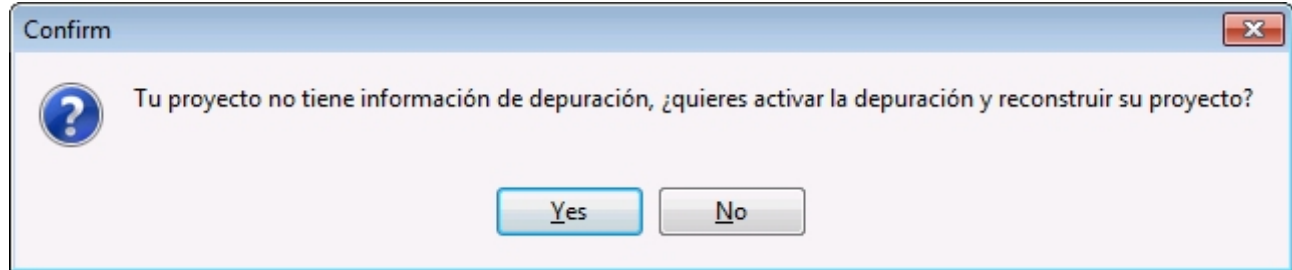 Confirm
Tu proyecto no tiene información de depuración, ¿quieres activar la depuración y reconstruir su proyecto?
Yes
No